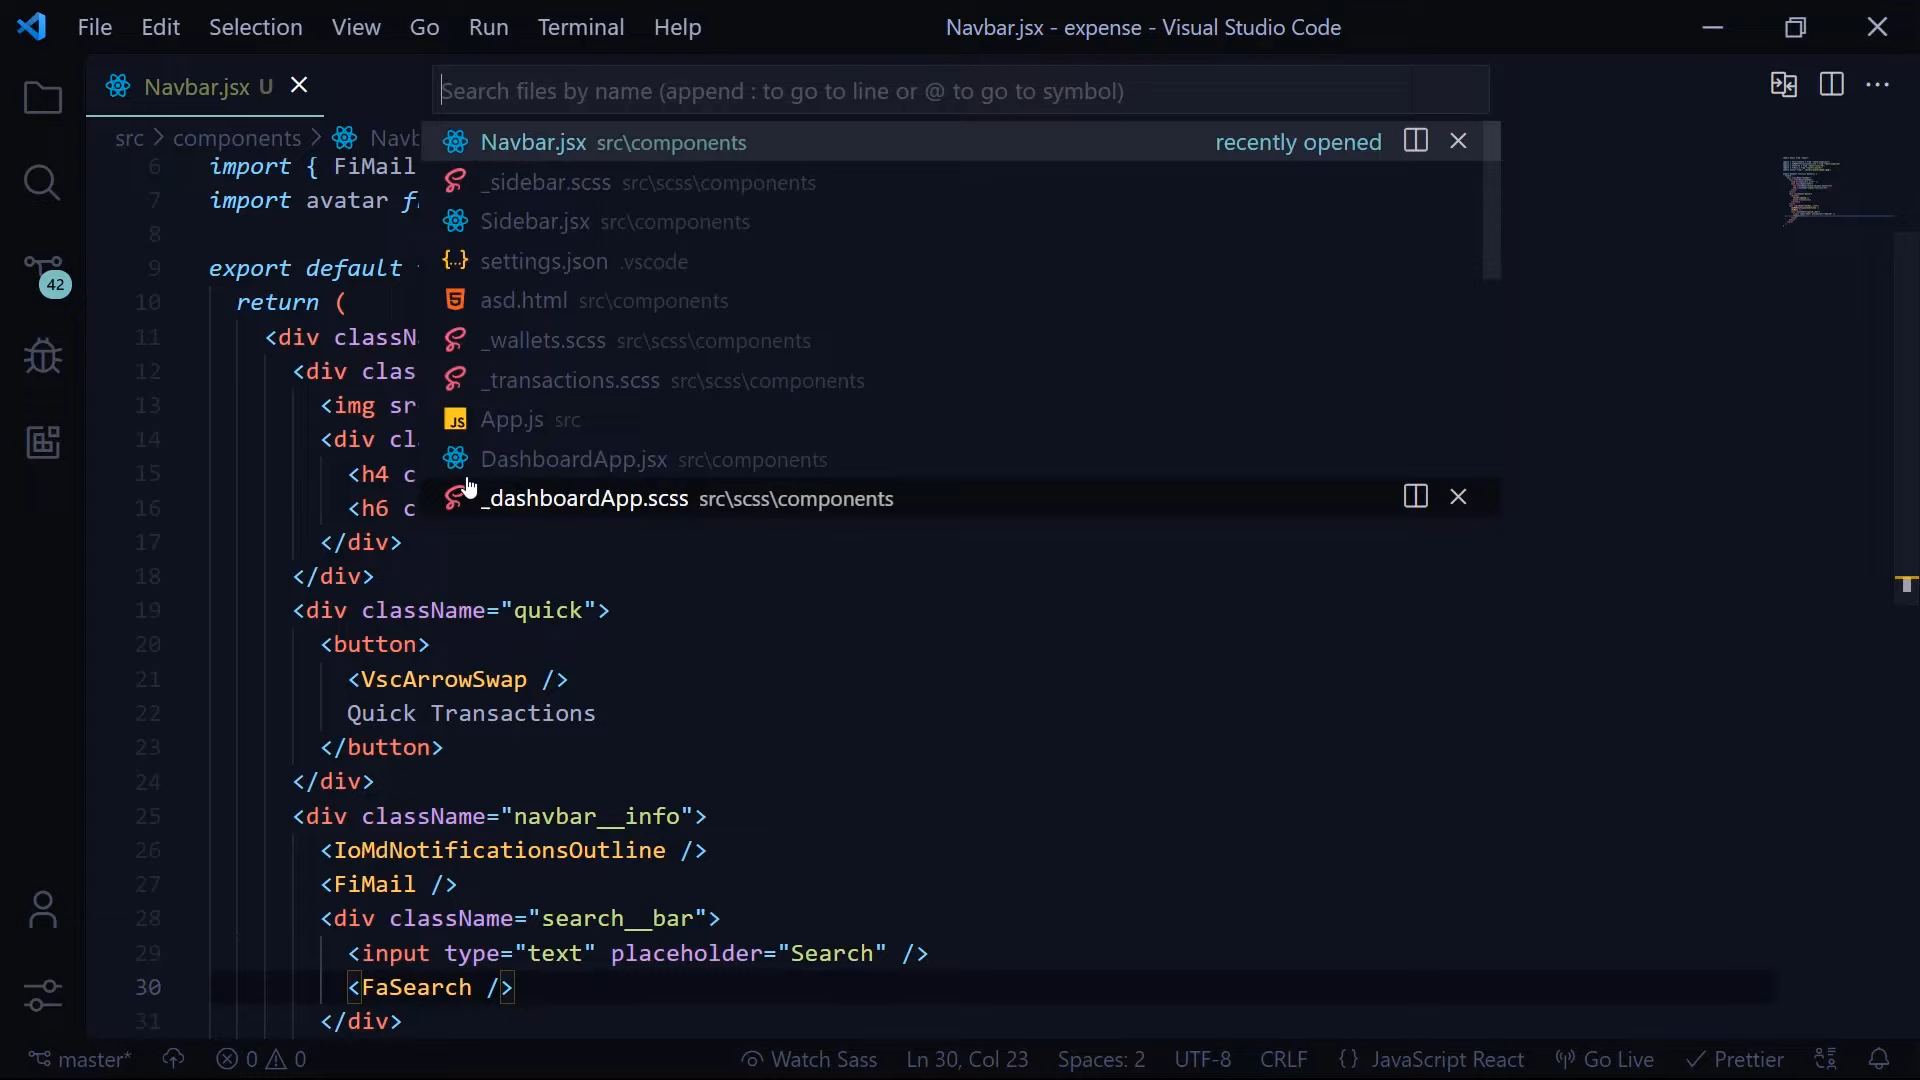 File Edit Selection View Go Run Terminal Help
Navbar.jsx - expense - Visual Studio Code
Navbar.jsx U
Search files by name (append : to go to line or @ to go to symbol)
src > components > Navb
Navbar.jsx src\components recently opened
_sidebar.scss src\scss\components
Sidebar.jsx src\components
settings.json .vscode
asd.html src\components
_wallets.scss src\scss\components
_transactions.scss src\scss\components
App.js src
DashboardApp.jsx src\components
_dashboardApp.scss src\scss\components
42
6 import { FiMail
7 import avatar f
8
9 export default
10 return (
11 <div classN
12 <div clas
13 <img sr
14 <div cl
15 <h4 c
16 <h6 c
17 </div>
18 </div>
19 <div className="quick">
20 <button>
21 <VscArrowSwap />
22 Quick Transactions
23 </button>
24 </div>
25 <div className="navbar__info">
26 <IoMdNotificationsOutline />
27 <FiMail />
28 <div className="search__bar">
29 <input type="text" placeholder="Search" />
30 <FaSearch />
31 </div>
master* 0 0 Watch Sass Ln 30, Col 23 Spaces: 2 UTF-8 CRLF {} JavaScript React Go Live Prettier